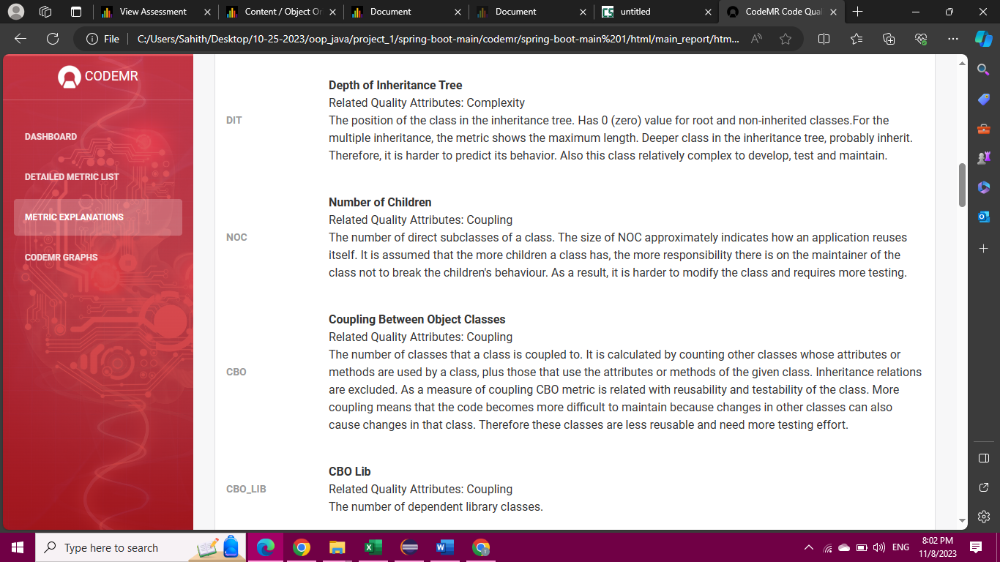 View Assessment
Content / Object Or
Document
Document
untitled
CodeMR Code Qual
File
C:/Users/Sahith/Desktop/10-25-2023/oop_java/project_1/spring-boot-main/codemr/spring-boot-main%201/html/main_report/htm...
CODEMR
DASHBOARD
DETAILED METRIC LIST
METRIC EXPLANATIONS
CODEMR GRAPHS
Depth of Inheritance Tree
Related Quality Attributes: Complexity
DIT
The position of the class in the inheritance tree. Has 0 (zero) value for root and non-inherited classes.For the
multiple inheritance, the metric shows the maximum length. Deeper class in the inheritance tree, probably inherit.
Therefore, it is harder to predict its behavior. Also this class relatively complex to develop, test and maintain.
Number of Children
Related Quality Attributes: Coupling
NOC
The number of direct subclasses of a class. The size of NOC approximately indicates how an application reuses
itself. It is assumed that the more children a class has, the more responsibility there is on the maintainer of the
class not to break the children's behaviour. As a result, it is harder to modify the class and requires more testing.
Coupling Between Object Classes
Related Quality Attributes: Coupling
The number of classes that a class is coupled to. It is calculated by counting other classes whose attributes or
CBO
methods are used by a class, plus those that use the attributes or methods of the given class. Inheritance relations
are excluded. As a measure of coupling CBO metric is related with reusability and testability of the class. More
coupling means that the code becomes more difficult to maintain because changes in other classes can also
cause changes in that class. Therefore these classes are less reusable and need more testing effort.
CBO Lib
CBO_LIB
Related Quality Attributes: Coupling
The number of dependent library classes.
Type here to search
ENG
8:02 PM
11/8/2023